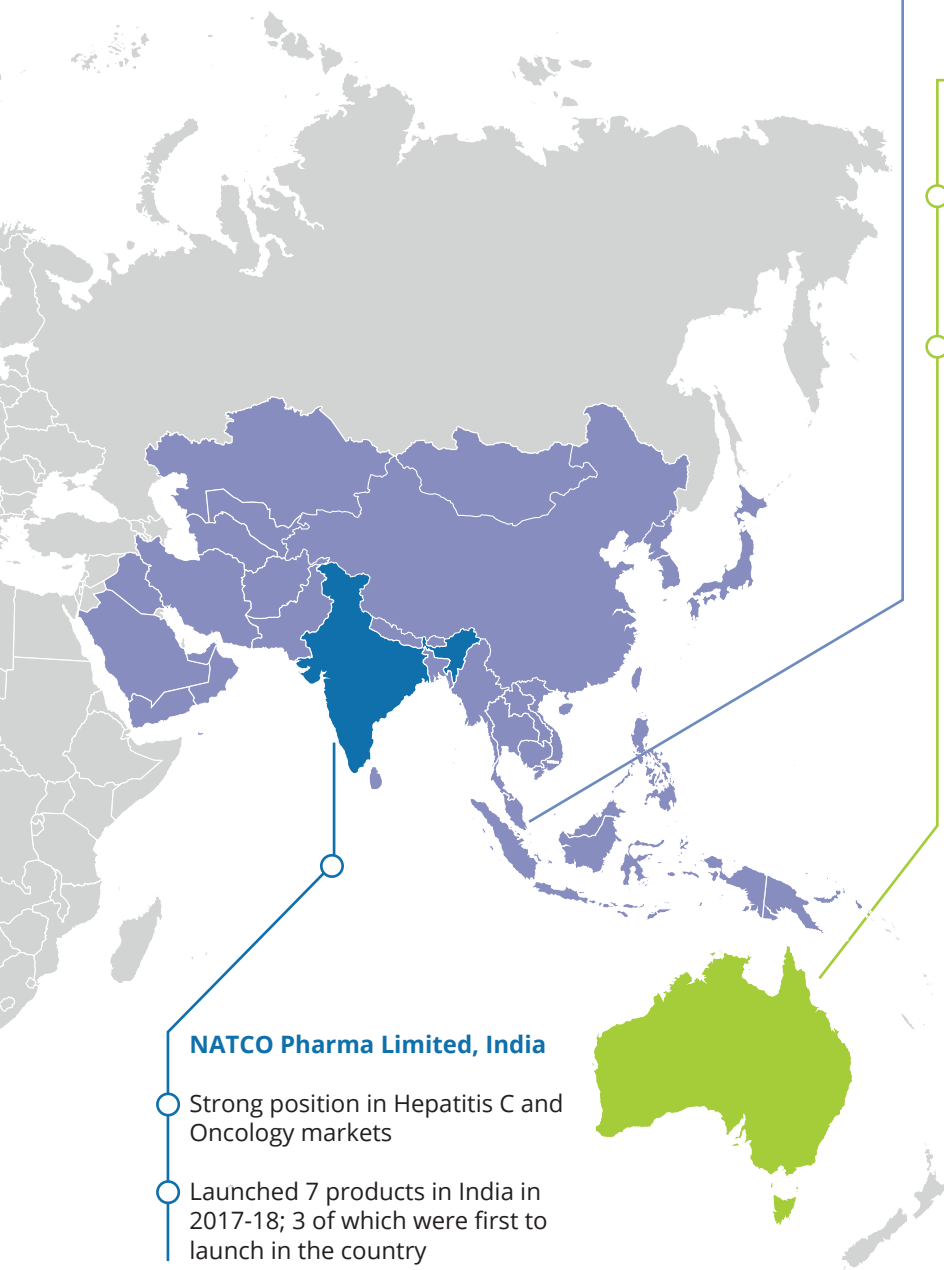 NATCO Pharma Limited, India
Strong position in Hepatitis C and
Oncology markets
Launched 7 products in India in
2017-18; 3 of which were first to
launch in the country